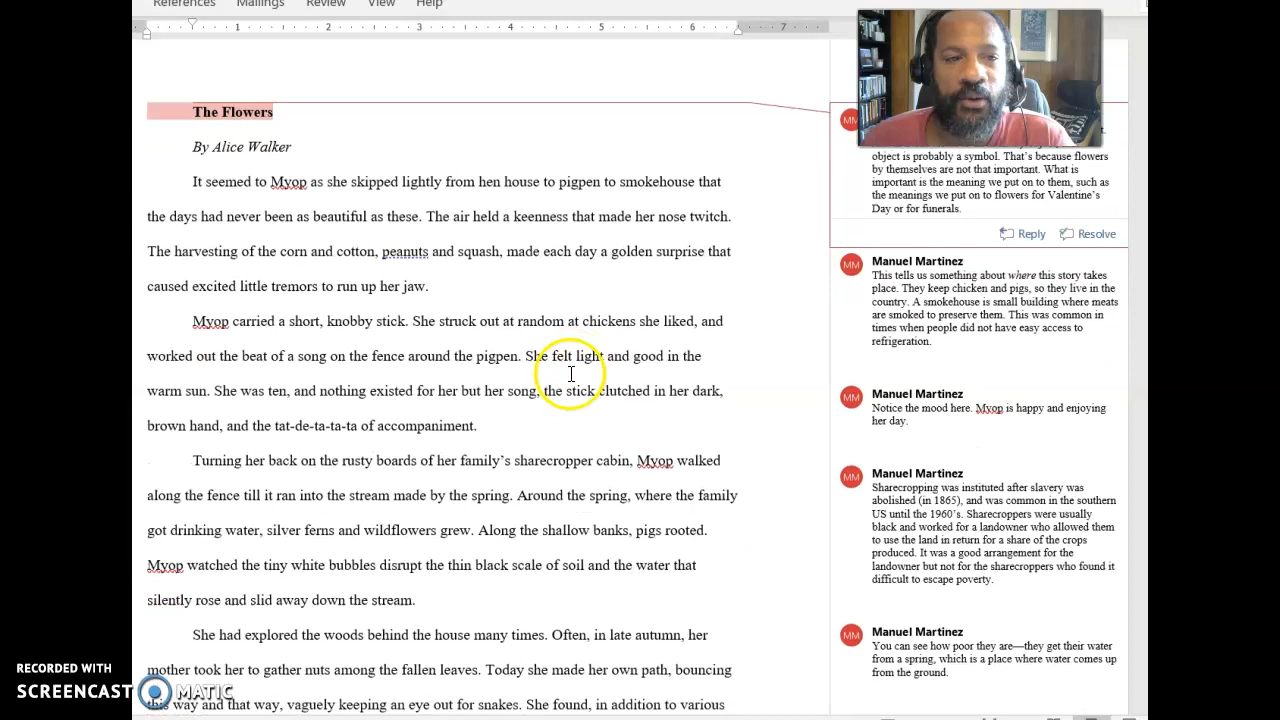 References Mailings Review View Help
1 2 3 4 5 6 7
The Flowers
By Alice Walker
It seemed to Myop as she skipped lightly from hen house to pigpen to smokehouse that
the days had never been as beautiful as these. The air held a keenness that made her nose twitch.
The harvesting of the corn and cotton, peanuts and squash, made each day a golden surprise that
caused excited little tremors to run up her jaw.
Myop carried a short, knobby stick. She struck out at random at chickens she liked, and
worked out the beat of a song on the fence around the pigpen. She felt light and good in the
warm sun. She was ten, and nothing existed for her but her song, the stick clutched in her dark,
brown hand, and the tat-de-ta-ta-ta of accompaniment.
Turning her back on the rusty boards of her family’s sharecropper cabin, Myop walked
along the fence till it ran into the stream made by the spring. Around the spring, where the family
got drinking water, silver ferns and wildflowers grew. Along the shallow banks, pigs rooted.
Myop watched the tiny white bubbles disrupt the thin black scale of soil and the water that
silently rose and slid away down the stream.
She had explored the woods behind the house many times. Often, in late autumn, her
mother took her to gather nuts among the fallen leaves. Today she made her own path, bouncing
this way and that way, vaguely keeping an eye out for snakes. She found, in addition to various
MM
object is probably a symbol. That’s because flowers
by themselves are not that important. What is
important is the meaning we put on to them, such as
the meanings we put on to flowers for Valentine’s
Day or for funerals.
Reply Resolve
MM Manuel Martinez
This tells us something about where this story takes
place. They keep chicken and pigs, so they live in the
country. A smokehouse is small building where meats
are smoked to preserve them. This was common in
times when people did not have easy access to
refrigeration.
MM Manuel Martinez
Notice the mood here. Myop is happy and enjoying
her day.
MM Manuel Martinez
Sharecropping was instituted after slavery was
abolished (in 1865), and was common in the southern
US until the 1960’s. Sharecroppers were usually
black and worked for a landowner who allowed them
to use the land in return for a share of the crops
produced. It was a good arrangement for the
landowner but not for the sharecroppers who found it
difficult to escape poverty.
MM Manuel Martinez
You can see how poor they are—they get their water
from a spring, which is a place where water comes up
from the ground.
RECORDED WITH
SCREENCAST MATIC